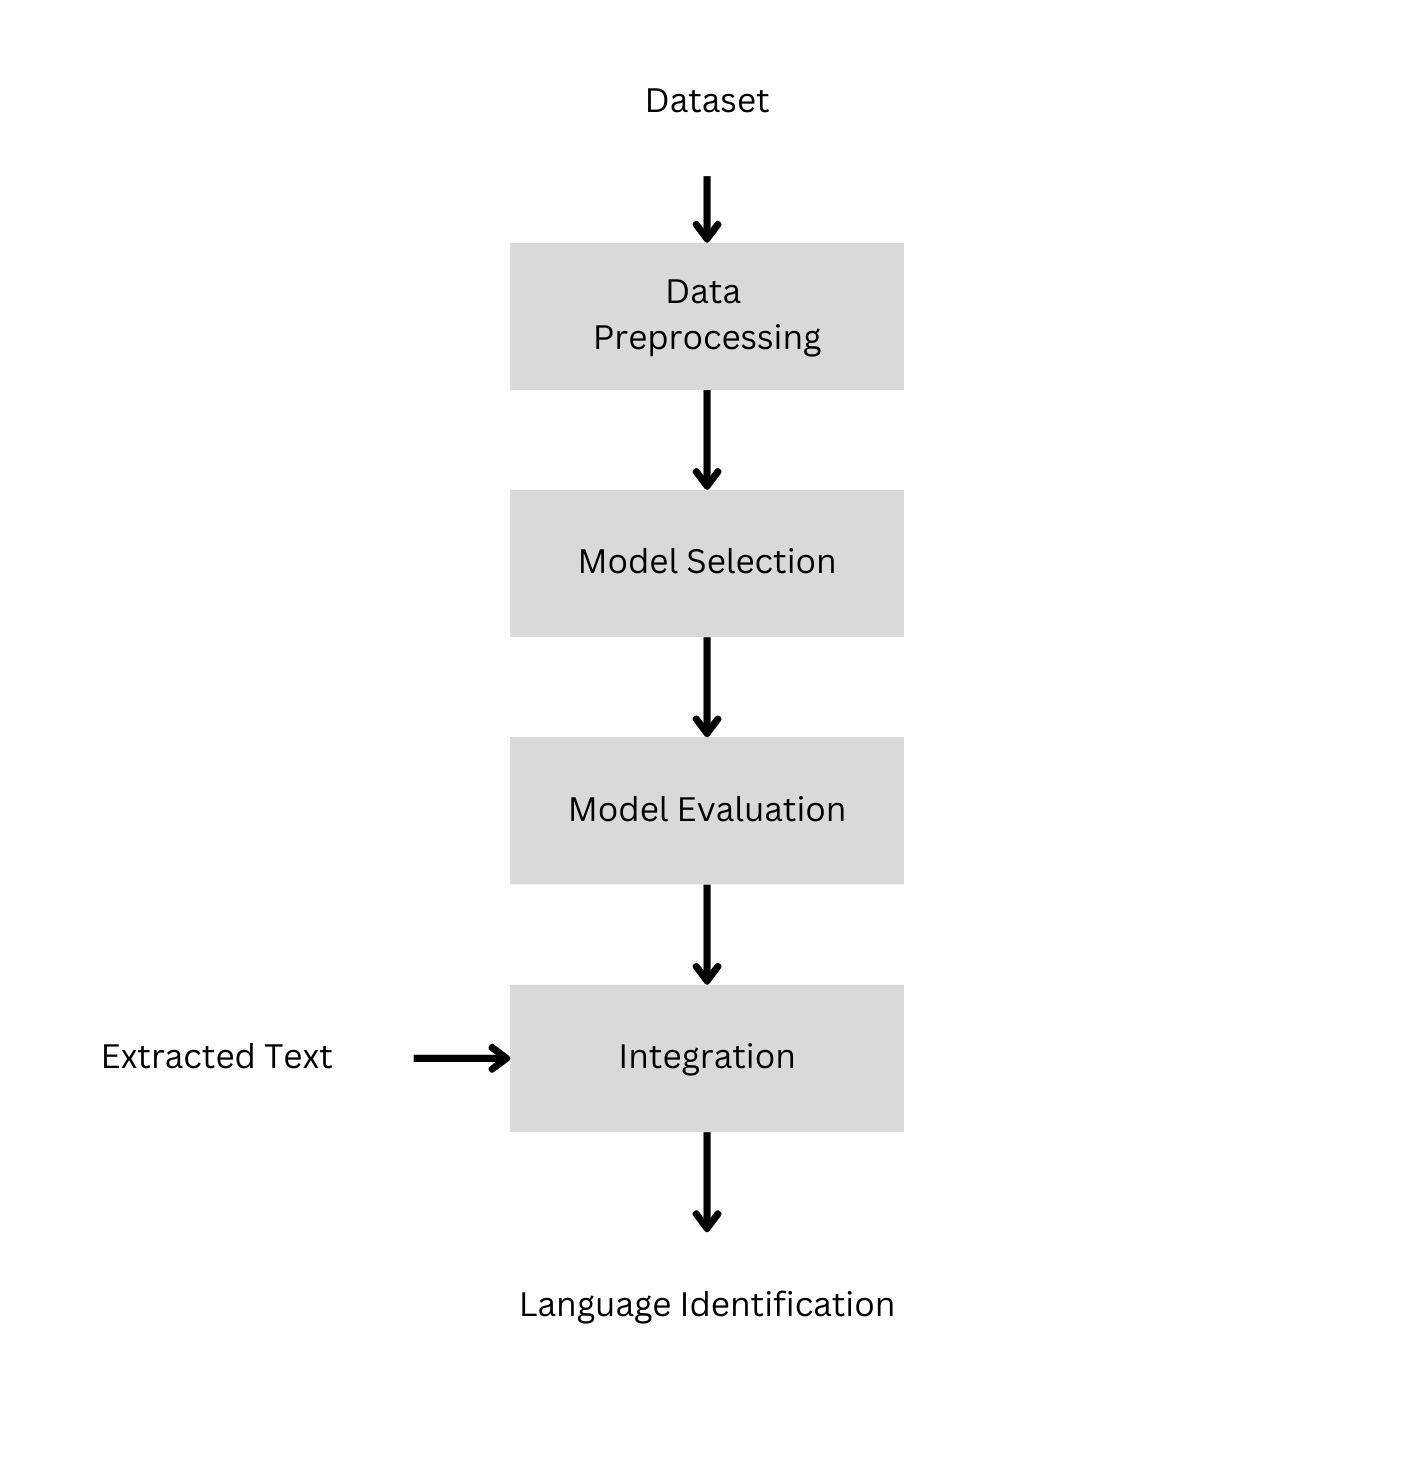 Dataset
Data
Preprocessing
Model Selection
Model Evaluation
Extracted Text
Integration
Language Identification